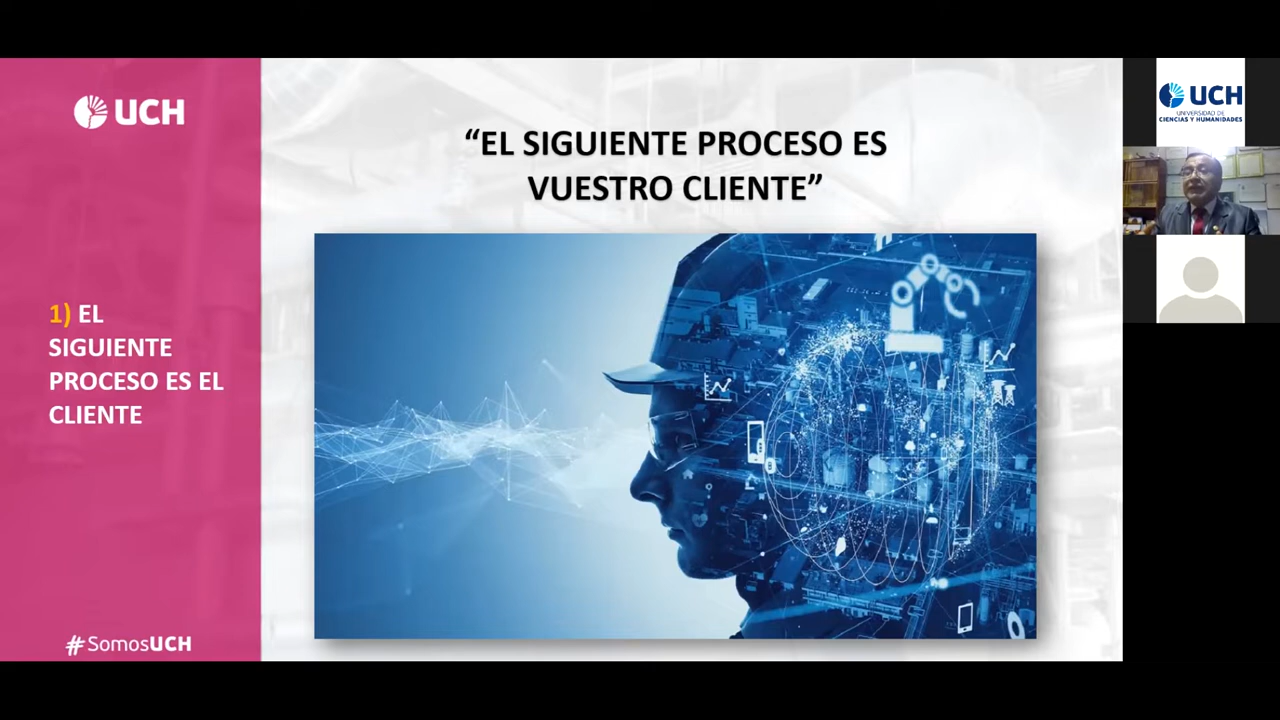 UCH
“EL SIGUIENTE PROCESO ES
VUESTRO CLIENTE”
1) EL
SIGUIENTE
PROCESO ES EL
CLIENTE
#SomosUCH
UCH
UNIVERSIDAD DE
CIENCIAS Y HUMANIDADES